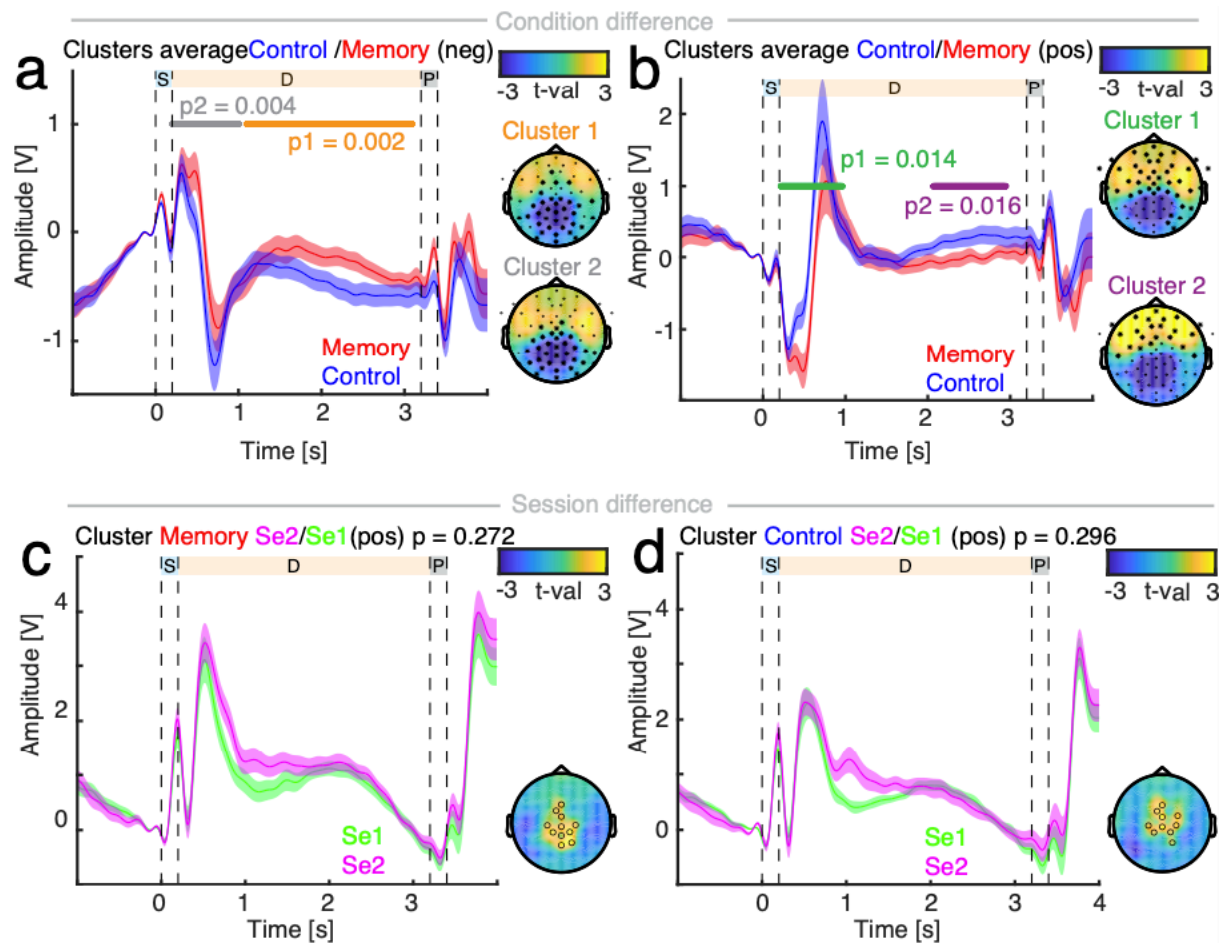 Condition difference
a
Clusters averageControl /Memory (neg)
S
D
P
p2 = 0.004
p1 = 0.002
1
0
-1
Amplitude [V]
Memory
Control
0
1
2
3
Time [s]
-3 t-val 3
Cluster 1
Cluster 2
b
Clusters average Control/Memory (pos)
S
D
P
p1 = 0.014
p2 = 0.016
2
1
0
-1
Amplitude [V]
Memory
Control
0
1
2
3
Time [s]
-3 t-val 3
Cluster 1
Cluster 2
Session difference
c
Cluster Memory Se2/Se1(pos) p = 0.272
S
D
P
4
2
0
Amplitude [V]
Se1
Se2
0
1
2
3
Time [s]
-3 t-val 3
d
Cluster Control Se2/Se1 (pos) p = 0.296
S
D
P
4
2
0
Amplitude [V]
Se1
Se2
0
1
2
3
4
Time [s]
-3 t-val 3